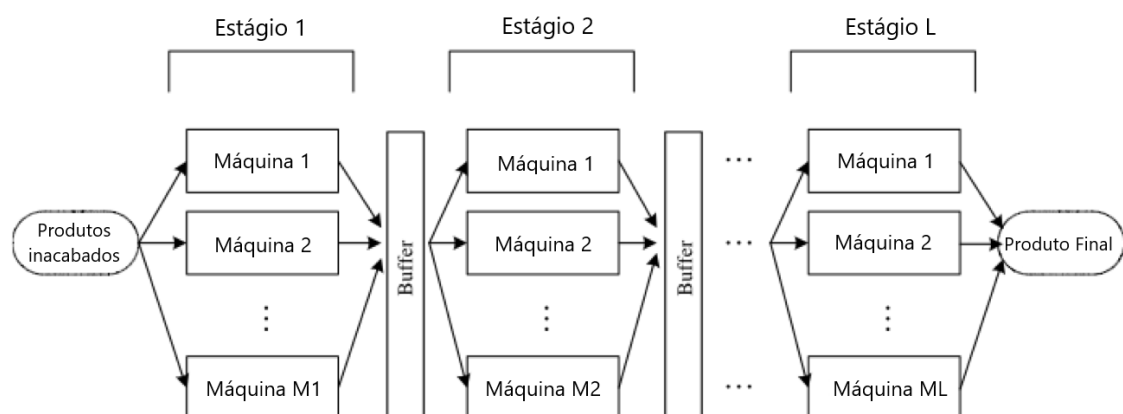 Estágio 1
Estágio 2
Estágio L
Máquina 1
Máquina 1
...
Máquina 1
Produtos
inacabados
Máquina 2
Buffer
Máquina 2
Buffer
...
Máquina 2
Produto Final
...
...
...
Máquina M1
Máquina M2
...
Máquina ML